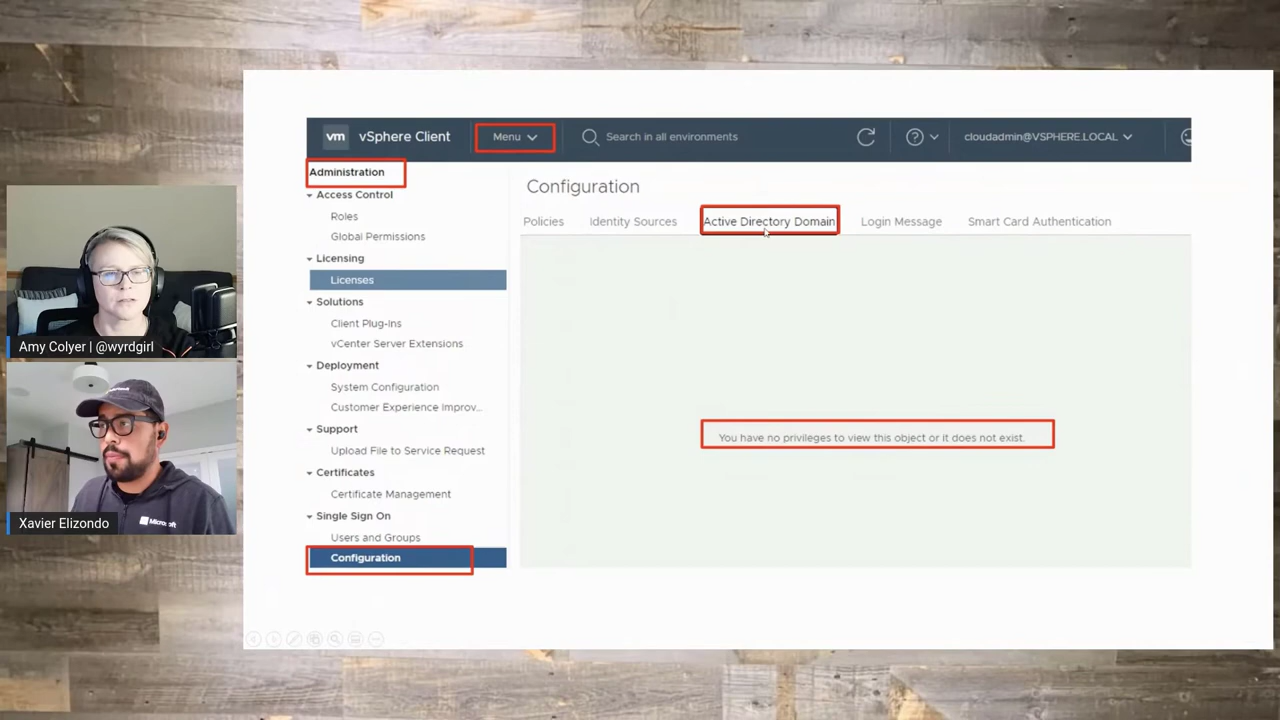 vm vSphere Client Menu Search in all environments cloudadmin@VSPHERE.LOCAL
Administration
Access Control
Roles
Global Permissions
Licensing
Licenses
Solutions
Client Plug-Ins
vCenter Server Extensions
Deployment
System Configuration
Customer Experience Improv...
Support
Upload File to Service Request
Certificates
Certificate Management
Single Sign On
Users and Groups
Configuration
Configuration
Policies Identity Sources Active Directory Domain Login Message Smart Card Authentication
You have no privileges to view this object or it does not exist.
Amy Colyer | @wyrdgirl
Microsoft
Xavier Elizondo